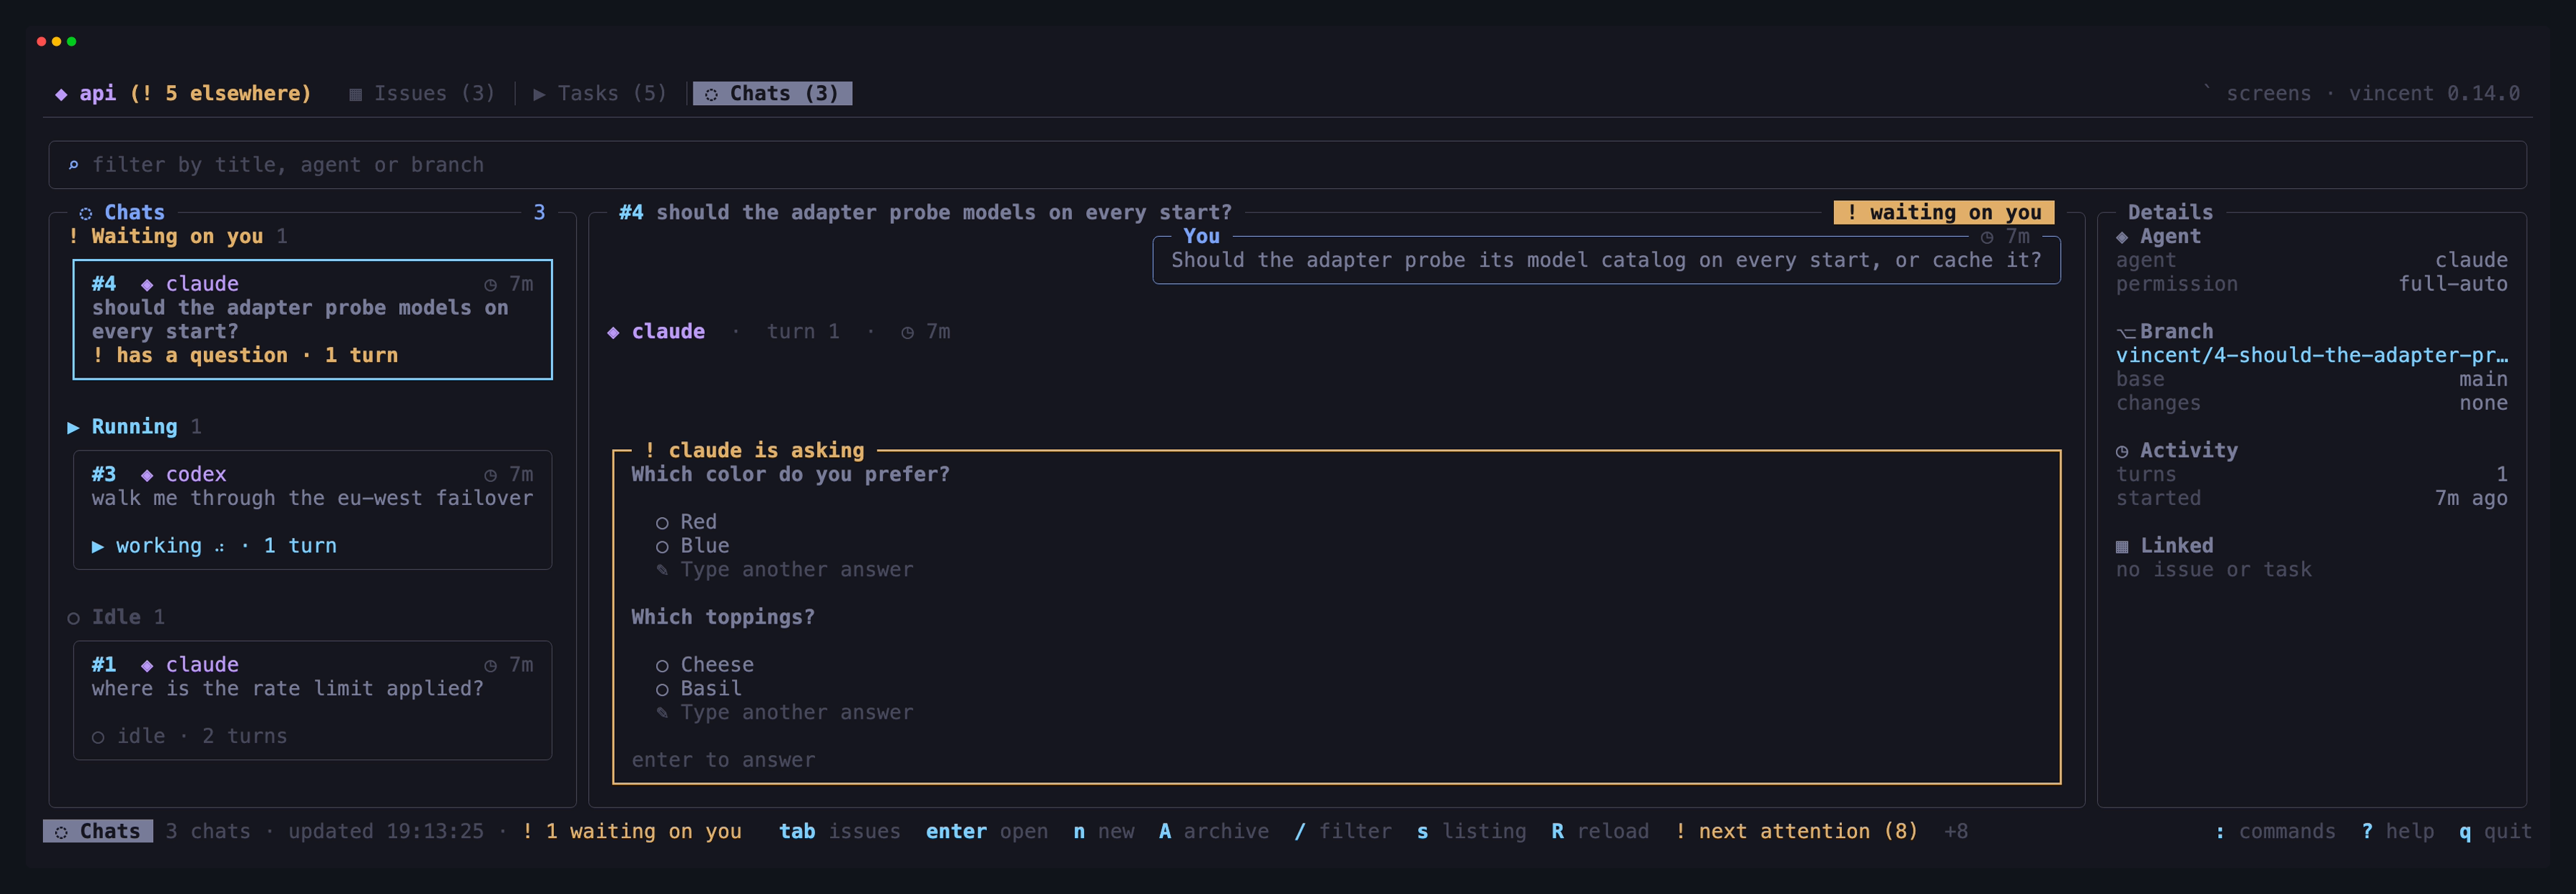 ◆ api (! 5 elsewhere) ▦ Issues (3) │ ▶ Tasks (5) │ ◌ Chats (3) ` screens · vincent 0.14.0
⌕ filter by title, agent or branch
◌ Chats 3
! Waiting on you 1
#4 ◈ claude ◷ 7m
should the adapter probe models on
every start?
! has a question · 1 turn
▶ Running 1
#3 ◈ codex ◷ 7m
walk me through the eu-west failover
▶ working ⠴ · 1 turn
○ Idle 1
#1 ◈ claude ◷ 7m
where is the rate limit applied?
○ idle · 2 turns
#4 should the adapter probe models on every start? ! waiting on you
You ◷ 7m
Should the adapter probe its model catalog on every start, or cache it?
◈ claude · turn 1 · ◷ 7m
! claude is asking
Which color do you prefer?
○ Red
○ Blue
✎ Type another answer
Which toppings?
○ Cheese
○ Basil
✎ Type another answer
enter to answer
Details
◈ Agent
agent claude
permission full-auto
⌥ Branch
vincent/4-should-the-adapter-pr…
base main
changes none
◷ Activity
turns 1
started 7m ago
▦ Linked
no issue or task
◌ Chats 3 chats · updated 19:13:25 · ! 1 waiting on you tab issues enter open n new A archive / filter s listing R reload ! next attention (8) +8 : commands ? help q quit